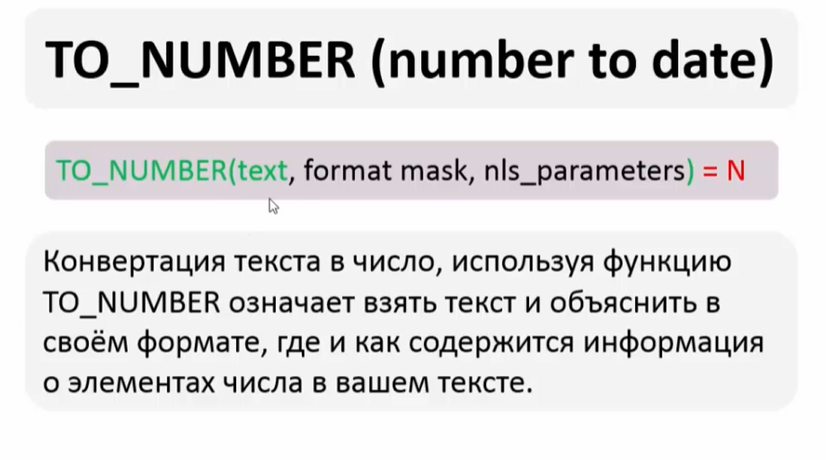 TO_NUMBER (number to date)
TO_NUMBER(text, format mask, nls_parameters) = N
Конвертация текста в число, используя функцию
TO_NUMBER означает взять текст и объяснить в
своём формате, где и как содержится информация
о элементах числа в вашем тексте.